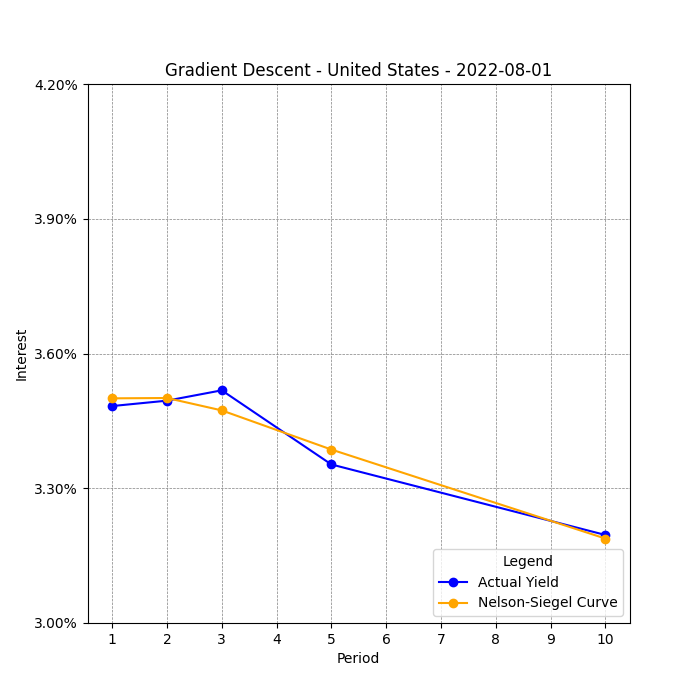 Gradient Descent - United States - 2022-08-01
4.20%
3.90%
3.60%
3.30%
3.00%
Interest
1 2 3 4 5 6 7 8 9 10
Period
Legend
Actual Yield
Nelson-Siegel Curve